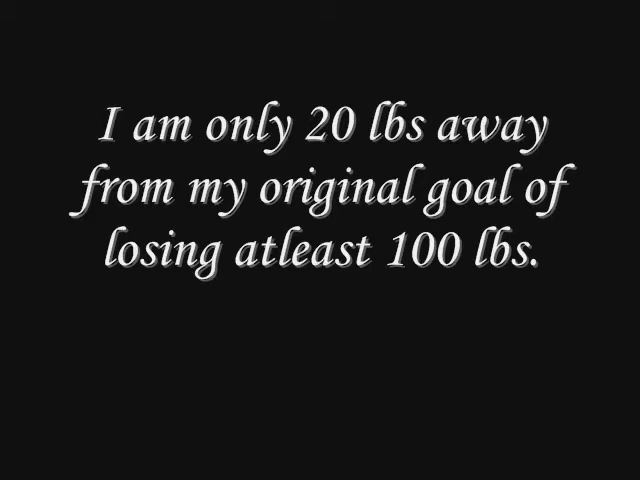 I am only 20 lbs away
from my original goal of
losing atleast 100 lbs.